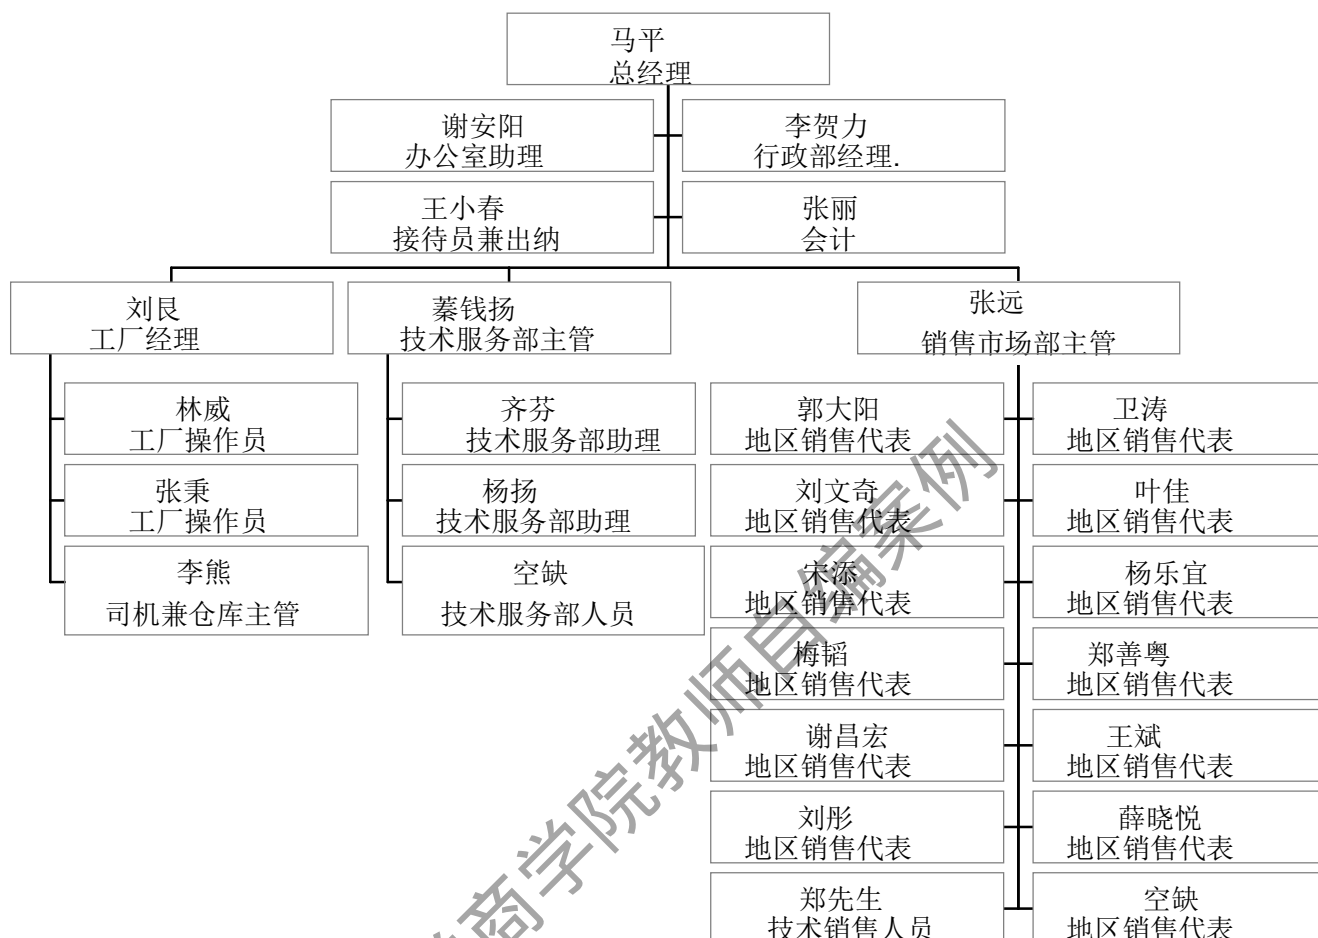 马平
总经理
谢安阳
办公室助理
李贺力
行政部经理.
王小春
接待员兼出纳
张丽
会计
刘艮
工厂经理
蓁钱扬
技术服务部主管
张远
销售市场部主管
林威
工厂操作员
齐芬
技术服务部助理
郭大阳
地区销售代表
卫涛
地区销售代表
张秉
工厂操作员
杨扬
技术服务部助理
刘文奇
地区销售代表
叶佳
地区销售代表
李熊
司机兼仓库主管
空缺
技术服务部人员
宋添
地区销售代表
杨乐宜
地区销售代表
梅韬
地区销售代表
郑善粤
地区销售代表
谢昌宏
地区销售代表
王斌
地区销售代表
刘彤
地区销售代表
薛晓悦
地区销售代表
郑先生
技术销售人员
空缺
地区销售代表
商学院教师自编案例